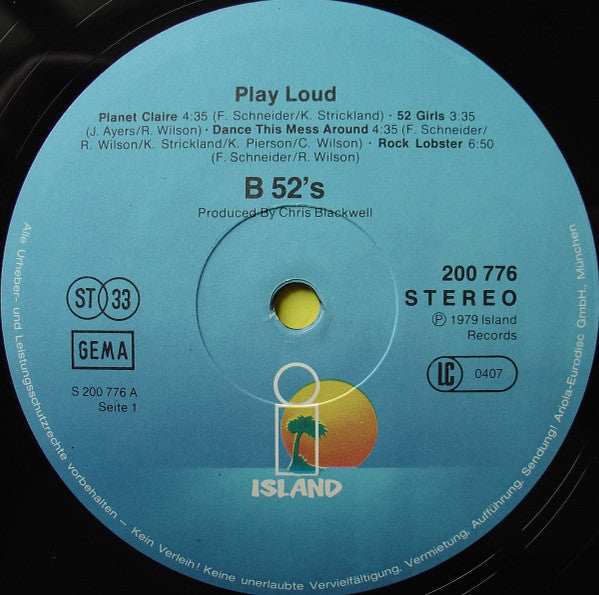 Play Loud
Planet Claire 4:35 (F. Schneider/K. Strickland) · 52 Girls 3:35
(J. Ayers/R. Wilson) · Dance This Mess Around 4:35 (F. Schneider/
R. Wilson/K. Strickland/K. Pierson/C. Wilson) · Rock Lobster 6:50
(F. Schneider/R. Wilson)
B 52's
Produced By Chris Blackwell
ST 33
GEMA
S 200 776 A
Seite 1
200 776
STEREO
℗ 1979 Island
Records
LC 0407
ISLAND
Alle Urheber- und Leistungsschutzrechte vorbehalten – Kein Verleih! Keine unerlaubte Vervielfältigung, Vermietung, Aufführung, Sendung! Ariola-Eurodisc GmbH., München